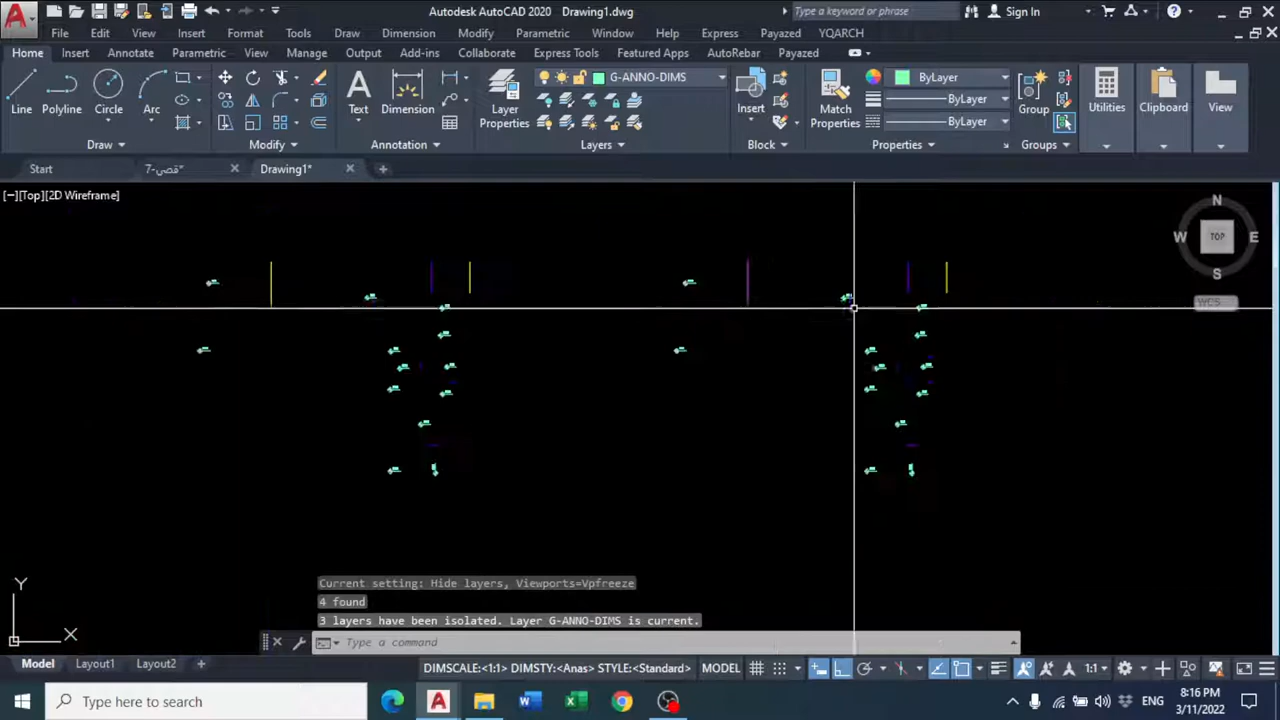 Autodesk AutoCAD 2020 Drawing1.dwg
Type a keyword or phrase
Sign In
File Edit View Insert Format Tools Draw Dimension Modify Parametric Window Help Express Payazed YQARCH
Home Insert Annotate Parametric View Manage Output Add-ins Collaborate Express Tools Featured Apps AutoRebar Payazed
G-ANNO-DIMS
ByLayer
ByLayer
ByLayer
Line Polyline Circle Arc
Text Dimension
Layer Properties
Insert
Match Properties
Group
Utilities
Clipboard
View
Draw Modify Annotation Layers Block Properties Groups
Start
قصي-7*
Drawing1*
[−][Top][2D Wireframe]
N
W TOP E
S
WCS
Y
X
Current setting: Hide layers, Viewports=Vpfreeze
4 found
3 layers have been isolated. Layer G-ANNO-DIMS is current.
Type a command
Model Layout1 Layout2
DIMSCALE:<1:1> DIMSTY:<Anas> STYLE:<Standard>
MODEL
1:1
Type here to search
ENG
8:16 PM
3/11/2022